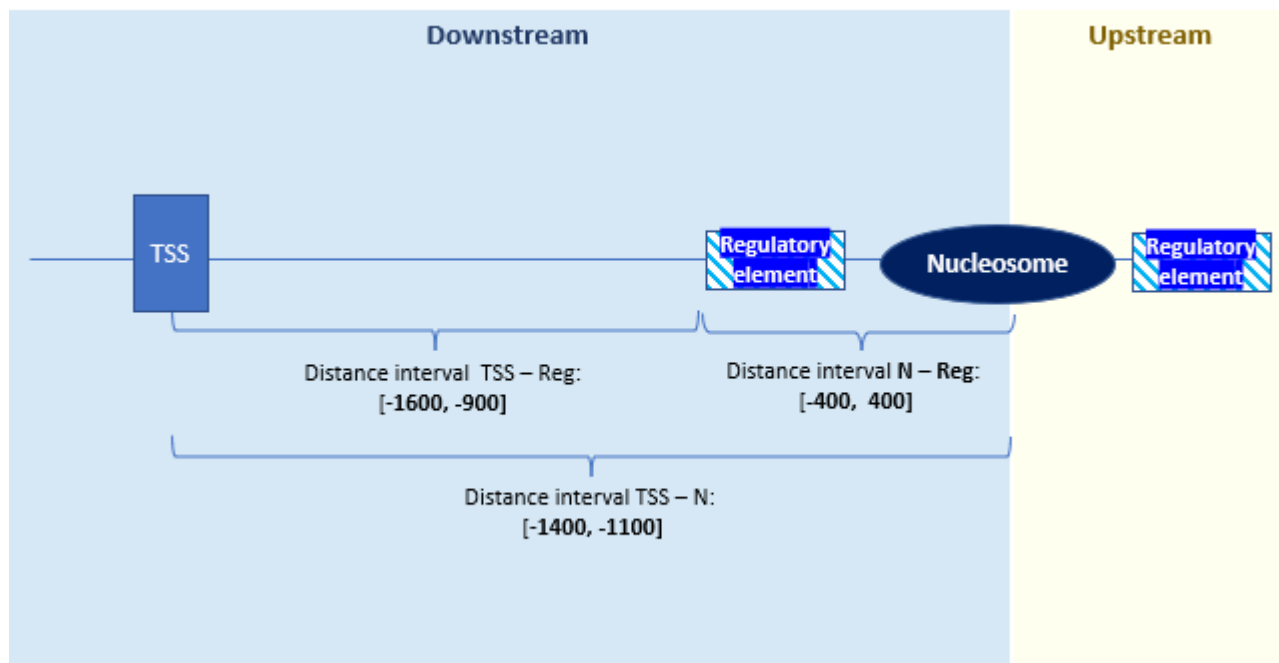 Downstream
Upstream
TSS
Regulatory
element
Nucleosome
Regulatory
element
Distance interval TSS – Reg:
[-1600, -900]
Distance interval N – Reg:
[-400, 400]
Distance interval TSS – N:
[-1400, -1100]